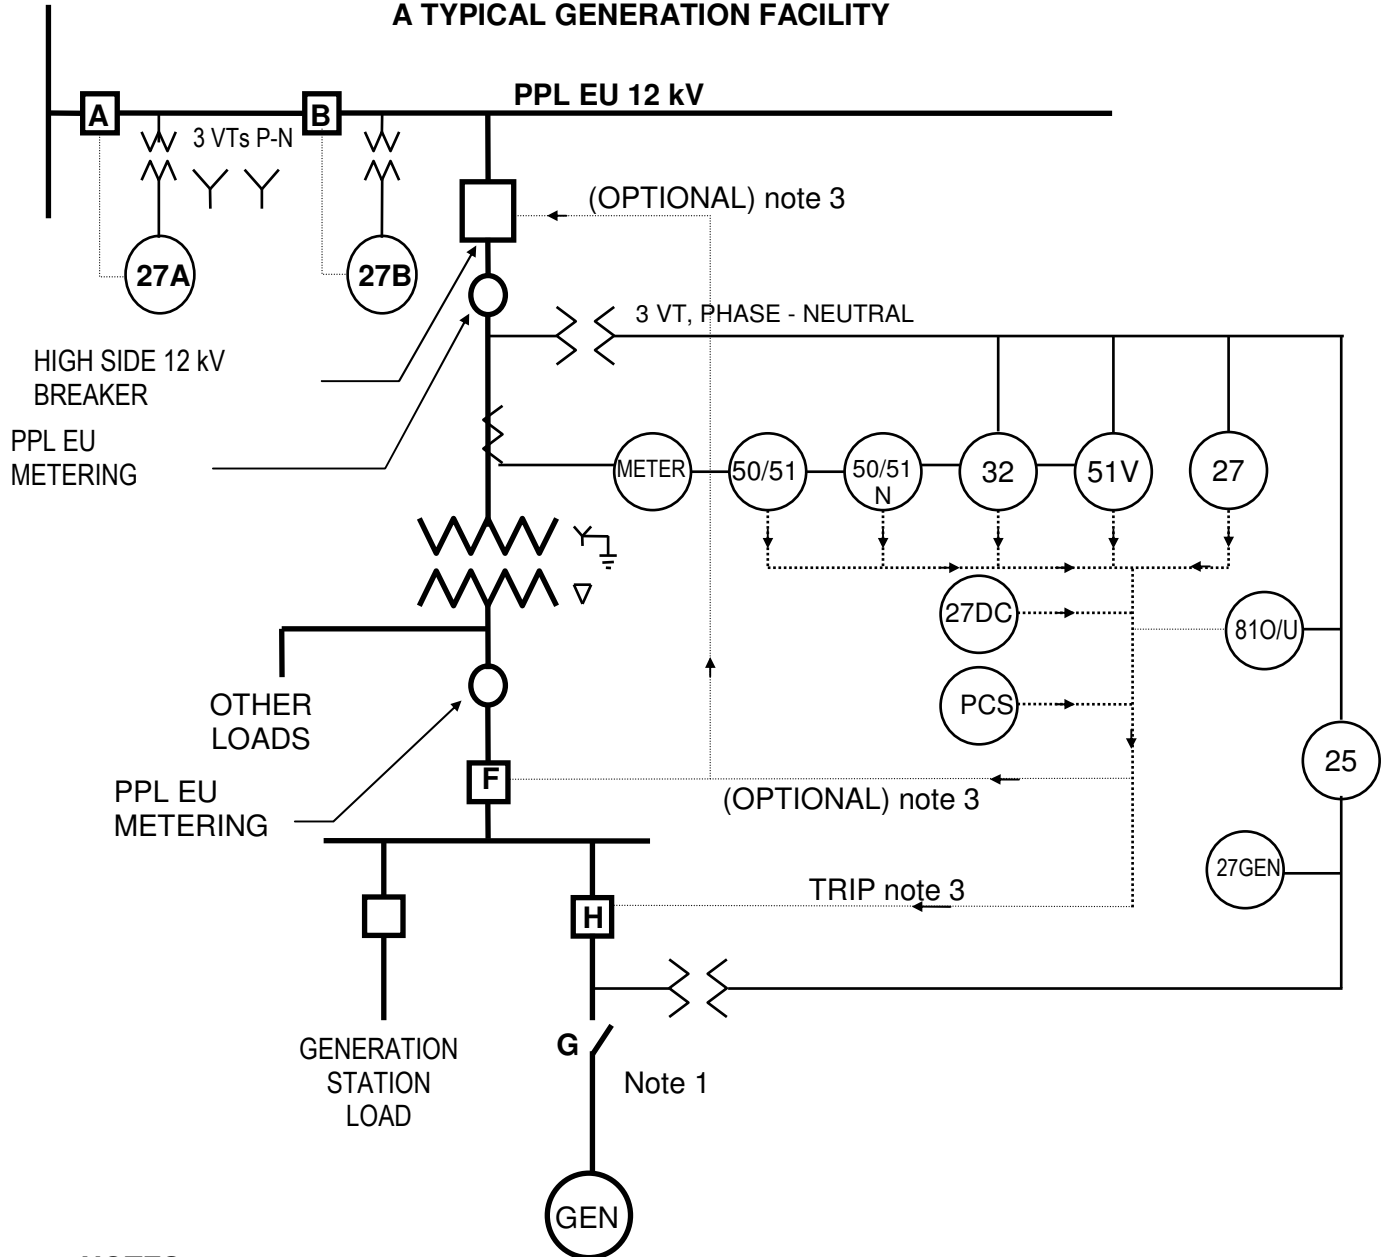 A TYPICAL GENERATION FACILITY
PPL EU 12 kV
A
B
3 VTs P-N
(OPTIONAL) note 3
27A
27B
3 VT, PHASE - NEUTRAL
HIGH SIDE 12 kV
BREAKER
PPL EU
METERING
METER
50/51
50/51
N
32
51V
27
27DC
81O/U
PCS
OTHER
LOADS
25
F
PPL EU
METERING
(OPTIONAL) note 3
27GEN
TRIP note 3
H
G
GENERATION
STATION
LOAD
Note 1
GEN